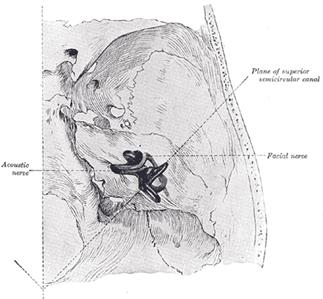 Plane of superior
semicircular canal
Facial nerve
Acoustic
nerve